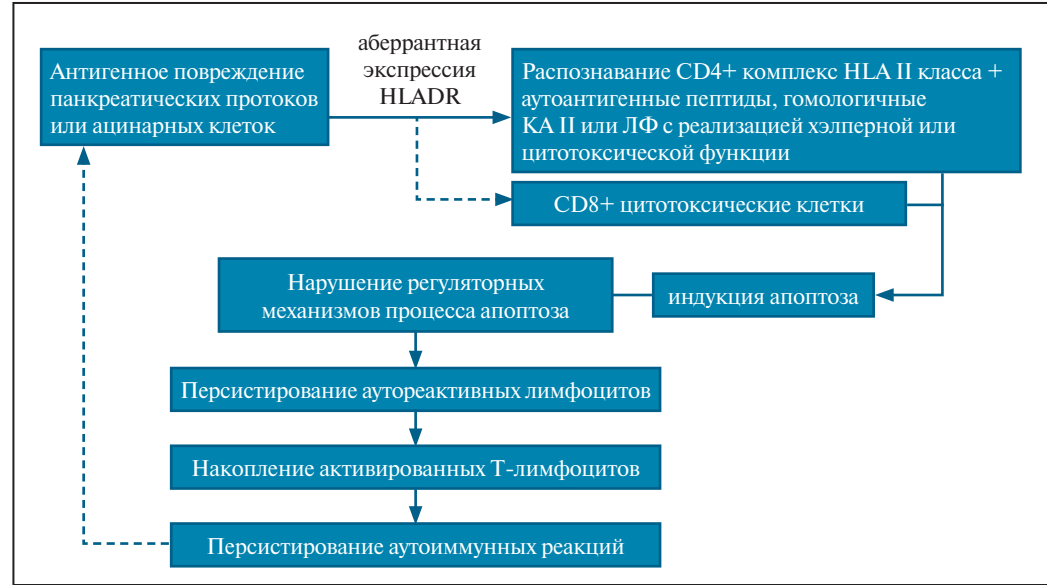 Антигенное повреждение
панкреатических протоков
или ацинарных клеток
аберрантная
экспрессия
HLADR
Распознавание CD4+ комплекс HLA II класса +
аутоантигенные пептиды, гомологичные
KA II или ЛФ с реализацией хэлперной или
цитотоксической функции
CD8+ цитотоксические клетки
Нарушение регуляторных
механизмов процесса апоптоза
индукция апоптоза
Персистирование аутореактивных лимфоцитов
Накопление активированных Т-лимфоцитов
Персистирование аутоиммунных реакций